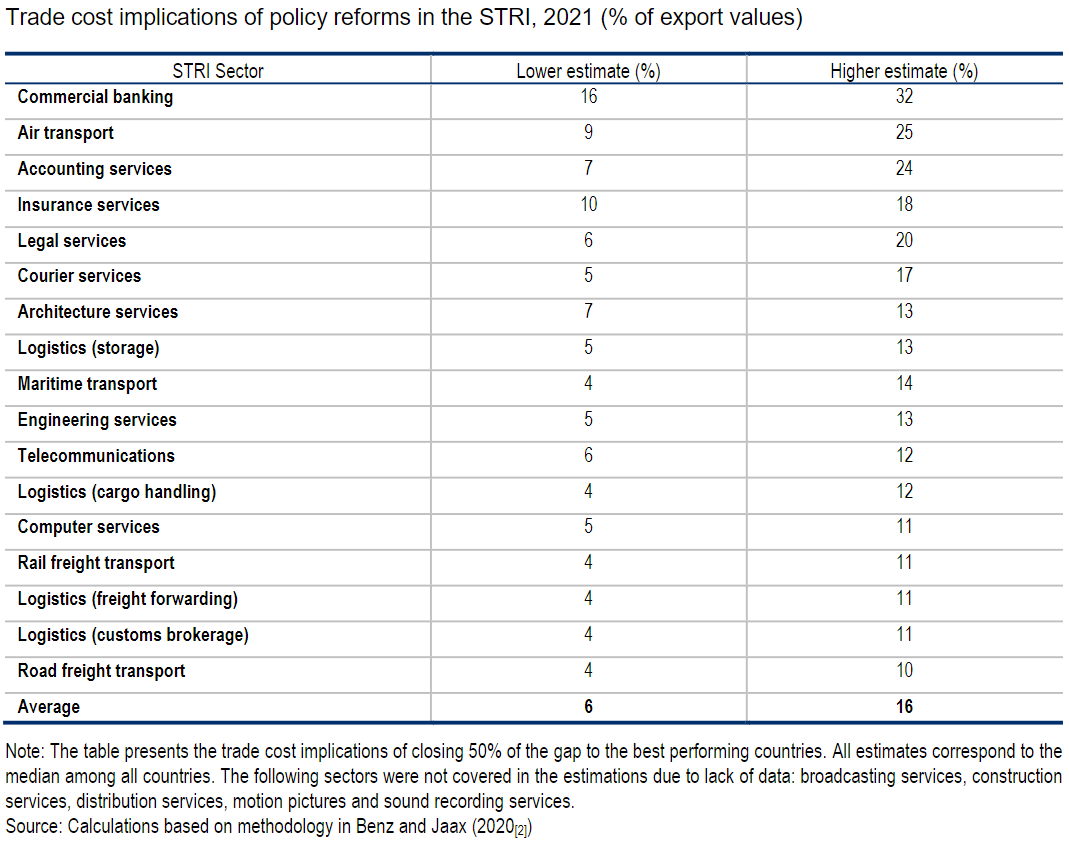 Trade cost implications of policy reforms in the STRI, 2021 (% of export values)
STRI Sector Lower estimate (%) Higher estimate (%)
Commercial banking 16 32
Air transport 9 25
Accounting services 7 24
Insurance services 10 18
Legal services 6 20
Courier services 5 17
Architecture services 7 13
Logistics (storage) 5 13
Maritime transport 4 14
Engineering services 5 13
Telecommunications 6 12
Logistics (cargo handling) 4 12
Computer services 5 11
Rail freight transport 4 11
Logistics (freight forwarding) 4 11
Logistics (customs brokerage) 4 11
Road freight transport 4 10
Average 6 16
Note: The table presents the trade cost implications of closing 50% of the gap to the best performing countries. All estimates correspond to the
median among all countries. The following sectors were not covered in the estimations due to lack of data: broadcasting services, construction
services, distribution services, motion pictures and sound recording services.
Source: Calculations based on methodology in Benz and Jaax (2020[2])